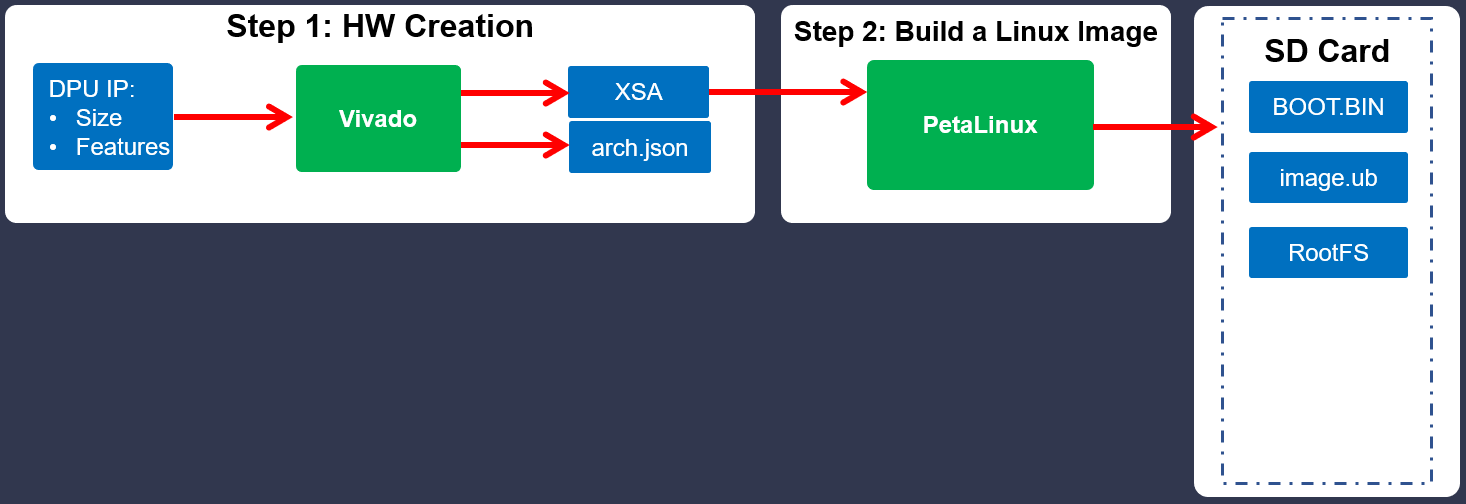 Step 1: HW Creation
DPU IP:
• Size
• Features
Vivado
XSA
arch.json
Step 2: Build a Linux Image
PetaLinux
SD Card
BOOT.BIN
image.ub
RootFS